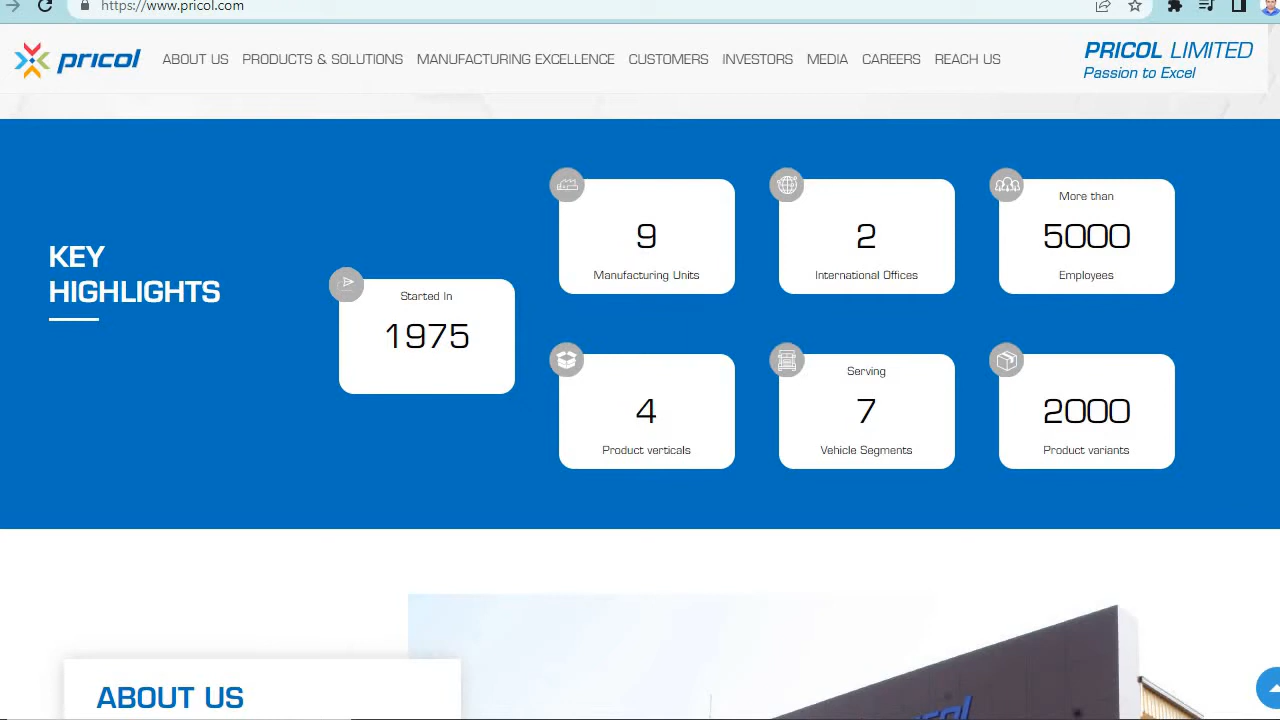 https://www.pricol.com
pricol
ABOUT US PRODUCTS & SOLUTIONS MANUFACTURING EXCELLENCE CUSTOMERS INVESTORS MEDIA CAREERS REACH US
PRICOL LIMITED
Passion to Excel
KEY
HIGHLIGHTS
Started In
1975
9
Manufacturing Units
2
International Offices
More than
5000
Employees
4
Product verticals
Serving
7
Vehicle Segments
2000
Product variants
ABOUT US
pricol